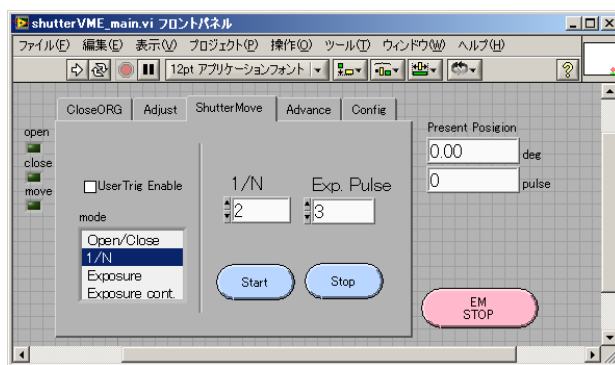 shutterVME_main.vi フロントパネル
ファイル(F) 編集(E) 表示(V) プロジェクト(P) 操作(O) ツール(T) ウィンドウ(W) ヘルプ(H)
12pt アプリケーションフォント
CloseORG Adjust ShutterMove Advance Config
open
close
move
UserTrig Enable
mode
Open/Close
1/N
Exposure
Exposure cont.
1/N Exp. Pulse
2 3
Start Stop
Present Posigion
0.00 deg
0 pulse
EM
STOP